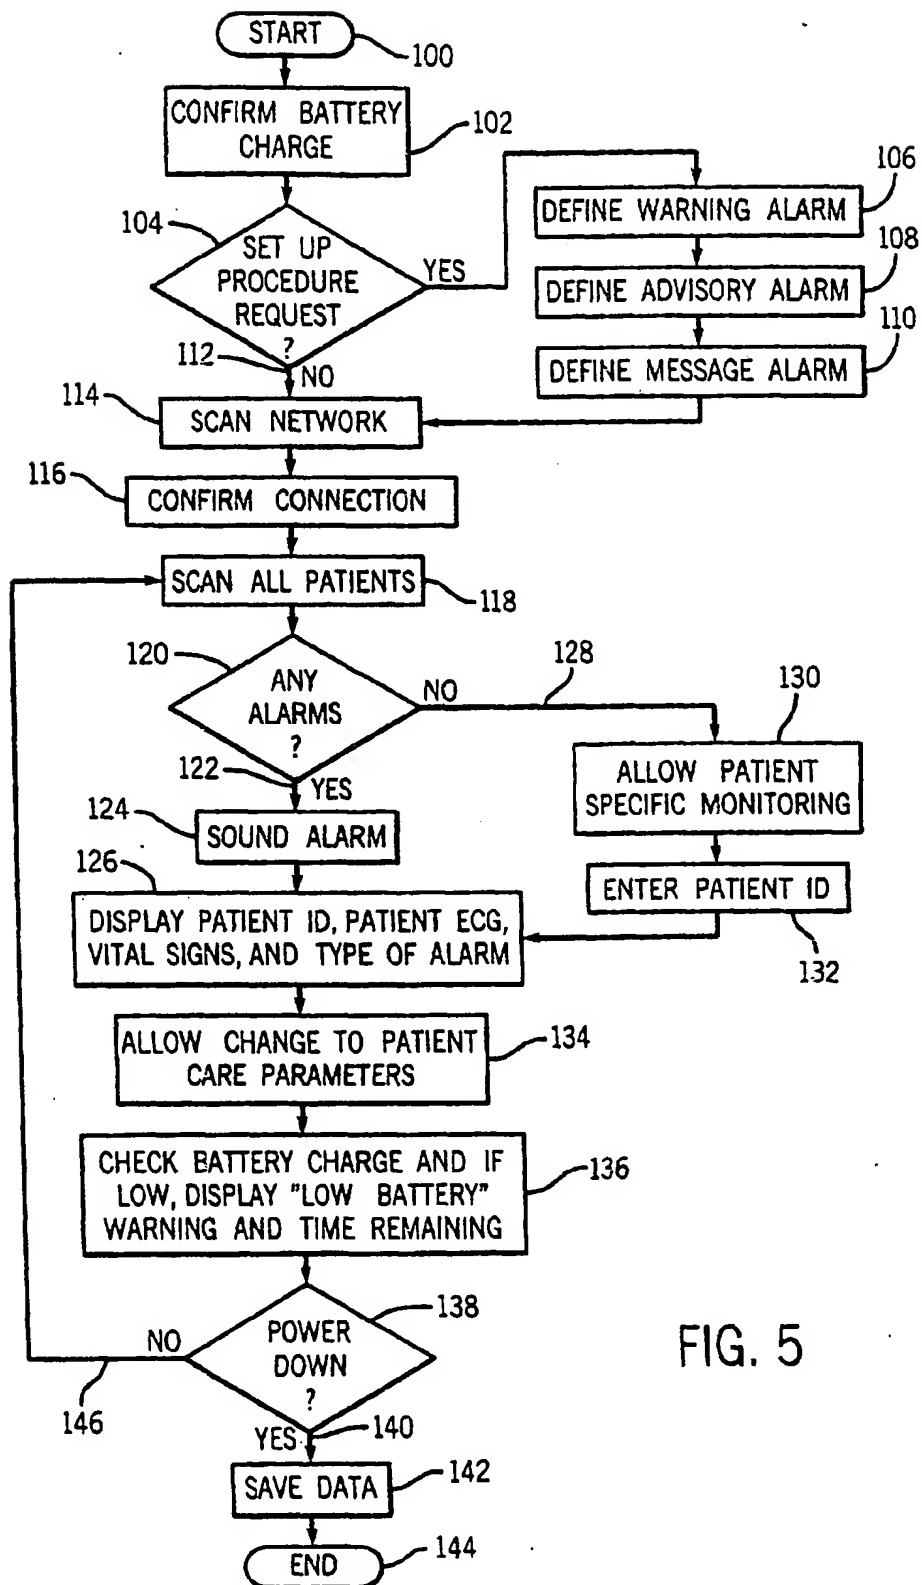 START
100
CONFIRM BATTERY
CHARGE
102
104
SET UP
PROCEDURE
REQUEST
?
YES
106
DEFINE WARNING ALARM
108
DEFINE ADVISORY ALARM
110
DEFINE MESSAGE ALARM
112
NO
114
SCAN NETWORK
116
CONFIRM CONNECTION
SCAN ALL PATIENTS
118
120
ANY
ALARMS
?
NO
128
130
ALLOW PATIENT
SPECIFIC MONITORING
122
YES
124
SOUND ALARM
ENTER PATIENT ID
132
126
DISPLAY PATIENT ID, PATIENT ECG,
VITAL SIGNS, AND TYPE OF ALARM
ALLOW CHANGE TO PATIENT
CARE PARAMETERS
134
CHECK BATTERY CHARGE AND IF
LOW, DISPLAY "LOW BATTERY"
WARNING AND TIME REMAINING
136
138
POWER
DOWN
?
NO
146
YES
140
SAVE DATA
142
END
144
FIG. 5